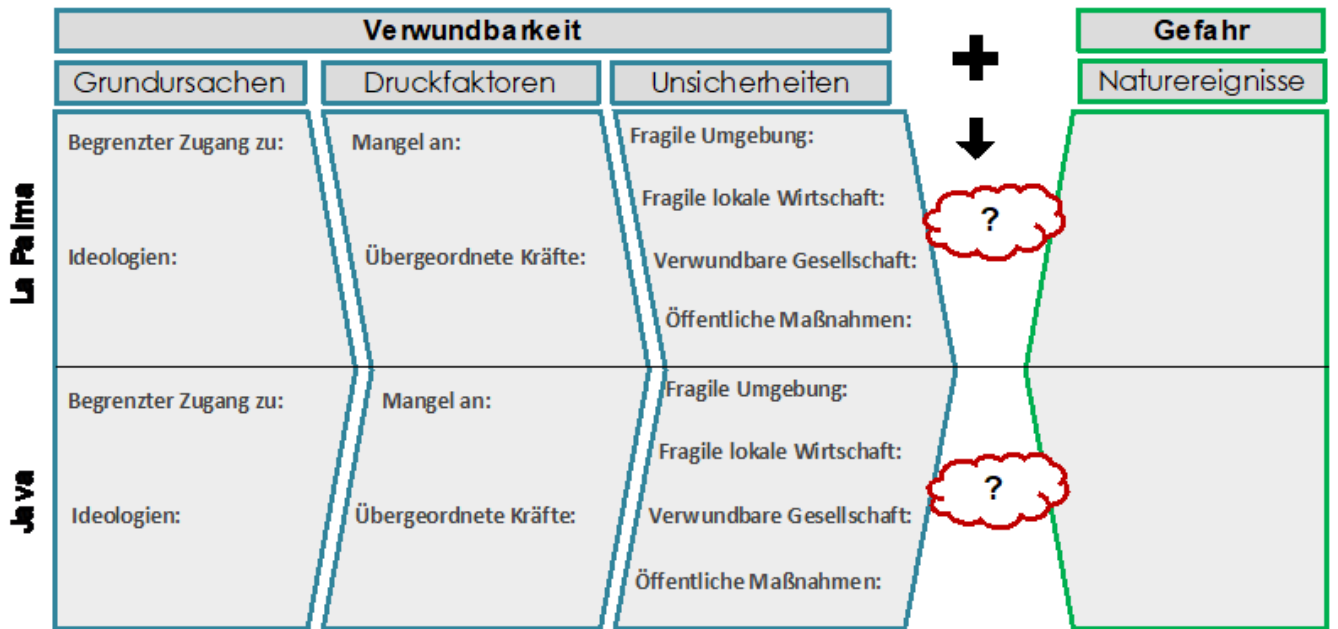 Verwundbarkeit
Gefahr
Grundursachen
Druckfaktoren
Unsicherheiten
Naturereignisse
La Palma
Begrenzter Zugang zu:
Ideologien:
Mangel an:
Übergeordnete Kräfte:
Fragile Umgebung:
Fragile lokale Wirtschaft:
Verwundbare Gesellschaft:
Öffentliche Maßnahmen:
?
Java
Begrenzter Zugang zu:
Ideologien:
Mangel an:
Übergeordnete Kräfte:
Fragile Umgebung:
Fragile lokale Wirtschaft:
Verwundbare Gesellschaft:
Öffentliche Maßnahmen:
?